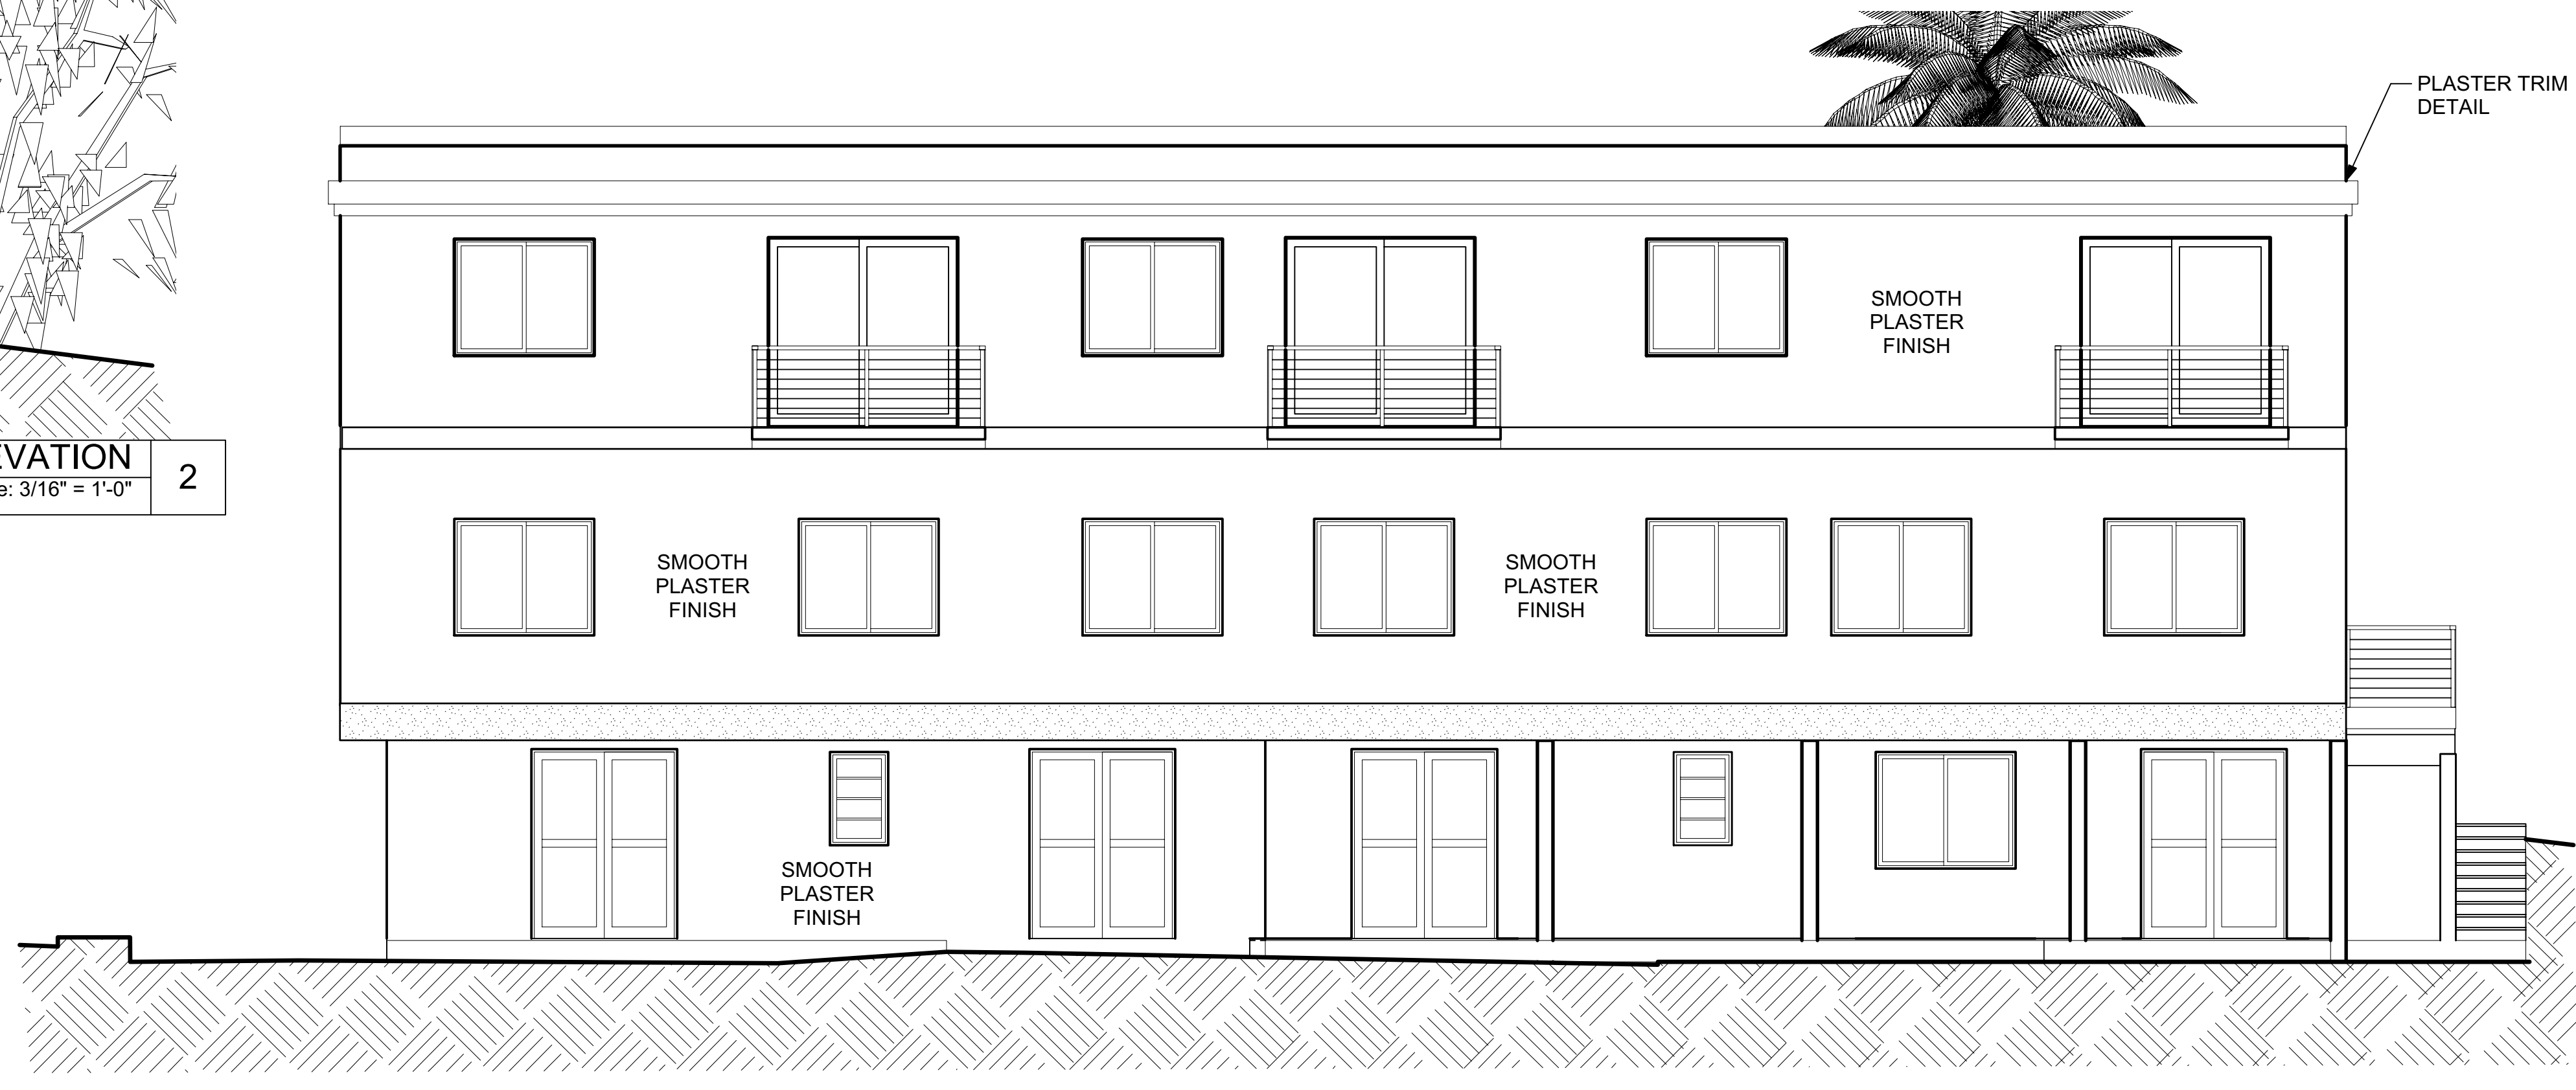 PLASTER TRIM
DETAIL
SMOOTH
PLASTER
FINISH
2
3/16" = 1'-0"
SMOOTH
PLASTER
FINISH
SMOOTH
PLASTER
FINISH
SMOOTH
PLASTER
FINISH